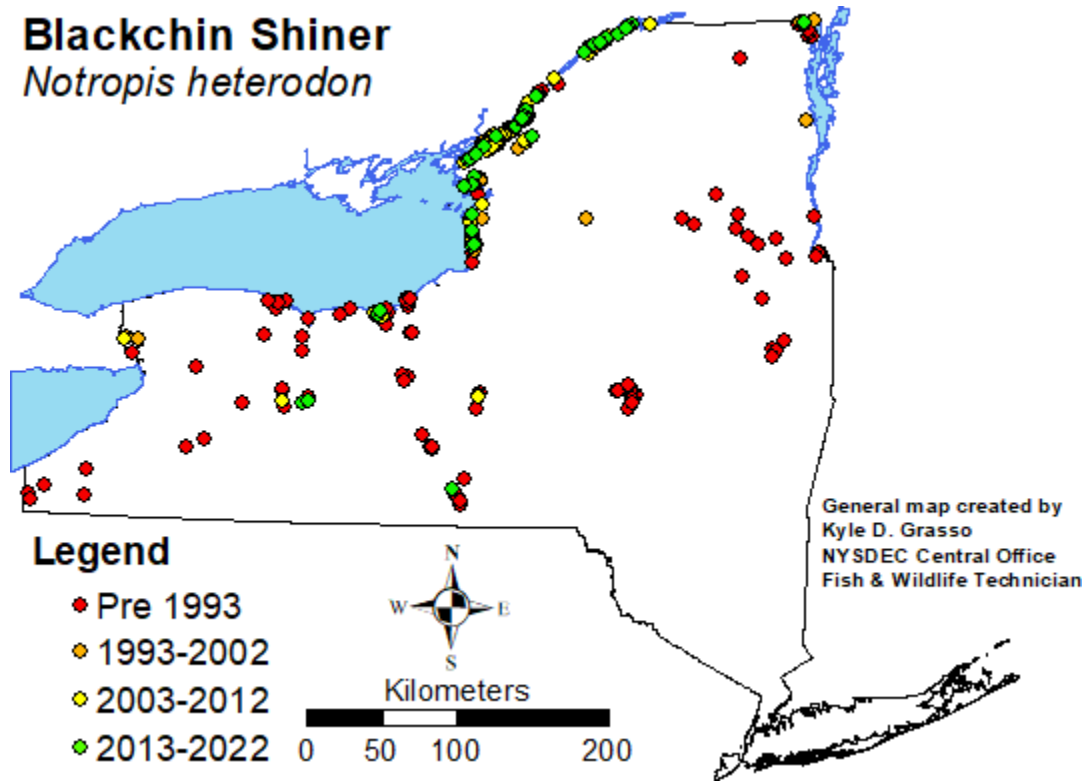 Blackchin Shiner
Notropis heterodon
General map created by
Kyle D. Grasso
NYSDEC Central Office
Fish & Wildlife Technician
Legend
Pre 1993
1993-2002
2003-2012
2013-2022
N
W E
S
Kilometers
0 50 100 200